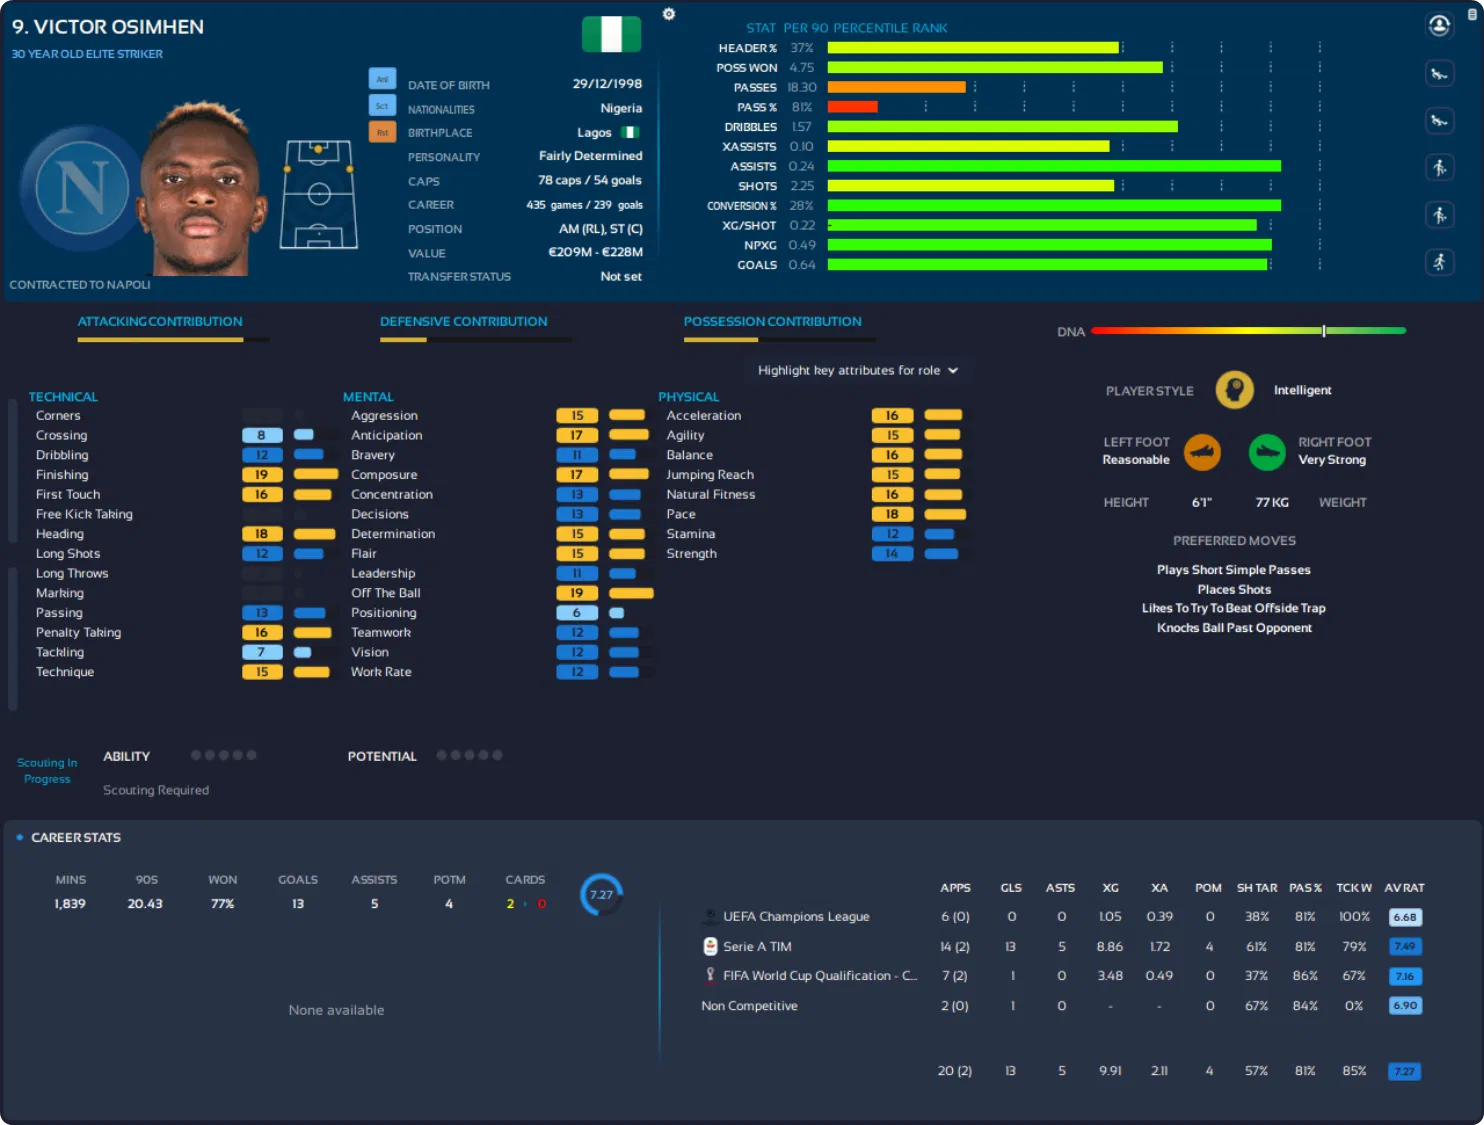 9. VICTOR OSIMHEN
30 YEAR OLD ELITE STRIKER
N
CONTRACTED TO NAPOLI
Anl
Sct
Rst
DATE OF BIRTH 29/12/1998
NATIONALITIES Nigeria
BIRTHPLACE Lagos
PERSONALITY Fairly Determined
CAPS 78 caps / 54 goals
CAREER 435 games / 239 goals
POSITION AM (RL), ST (C)
VALUE €209M - €228M
TRANSFER STATUS Not set
STAT PER 90 PERCENTILE RANK
HEADER % 37%
POSS WON 4.75
PASSES 18.30
PASS % 81%
DRIBBLES 1.57
XASSISTS 0.10
ASSISTS 0.24
SHOTS 2.25
CONVERSION % 28%
XG/SHOT 0.22
NPXG 0.49
GOALS 0.64
ATTACKING CONTRIBUTION
DEFENSIVE CONTRIBUTION
POSSESSION CONTRIBUTION
DNA
Highlight key attributes for role
TECHNICAL
Corners
Crossing 8
Dribbling 12
Finishing 19
First Touch 16
Free Kick Taking
Heading 18
Long Shots 12
Long Throws
Marking
Passing 13
Penalty Taking 16
Tackling 7
Technique 15
MENTAL
Aggression 15
Anticipation 17
Bravery 11
Composure 17
Concentration 13
Decisions 13
Determination 15
Flair 15
Leadership 11
Off The Ball 19
Positioning 6
Teamwork 12
Vision 12
Work Rate 12
PHYSICAL
Acceleration 16
Agility 15
Balance 16
Jumping Reach 15
Natural Fitness 16
Pace 18
Stamina 12
Strength 14
PLAYER STYLE Intelligent
LEFT FOOT
Reasonable
RIGHT FOOT
Very Strong
HEIGHT 6'1" 77 KG WEIGHT
PREFERRED MOVES
Plays Short Simple Passes
Places Shots
Likes To Try To Beat Offside Trap
Knocks Ball Past Opponent
Scouting In
Progress
ABILITY
POTENTIAL
Scouting Required
CAREER STATS
MINS 90S WON GOALS ASSISTS POTM CARDS
1,839 20.43 77% 13 5 4 2 0
7.27
None available
APPS GLS ASTS XG XA POM SH TAR PAS % TCK W AV RAT
UEFA Champions League 6 (0) 0 0 1.05 0.39 0 38% 81% 100% 6.68
Serie A TIM 14 (2) 13 5 8.86 1.72 4 61% 81% 79% 7.49
FIFA World Cup Qualification - C... 7 (2) 1 0 3.48 0.49 0 37% 86% 67% 7.16
Non Competitive 2 (0) 1 0 - - 0 67% 84% 0% 6.90
20 (2) 13 5 9.91 2.11 4 57% 81% 85% 7.27